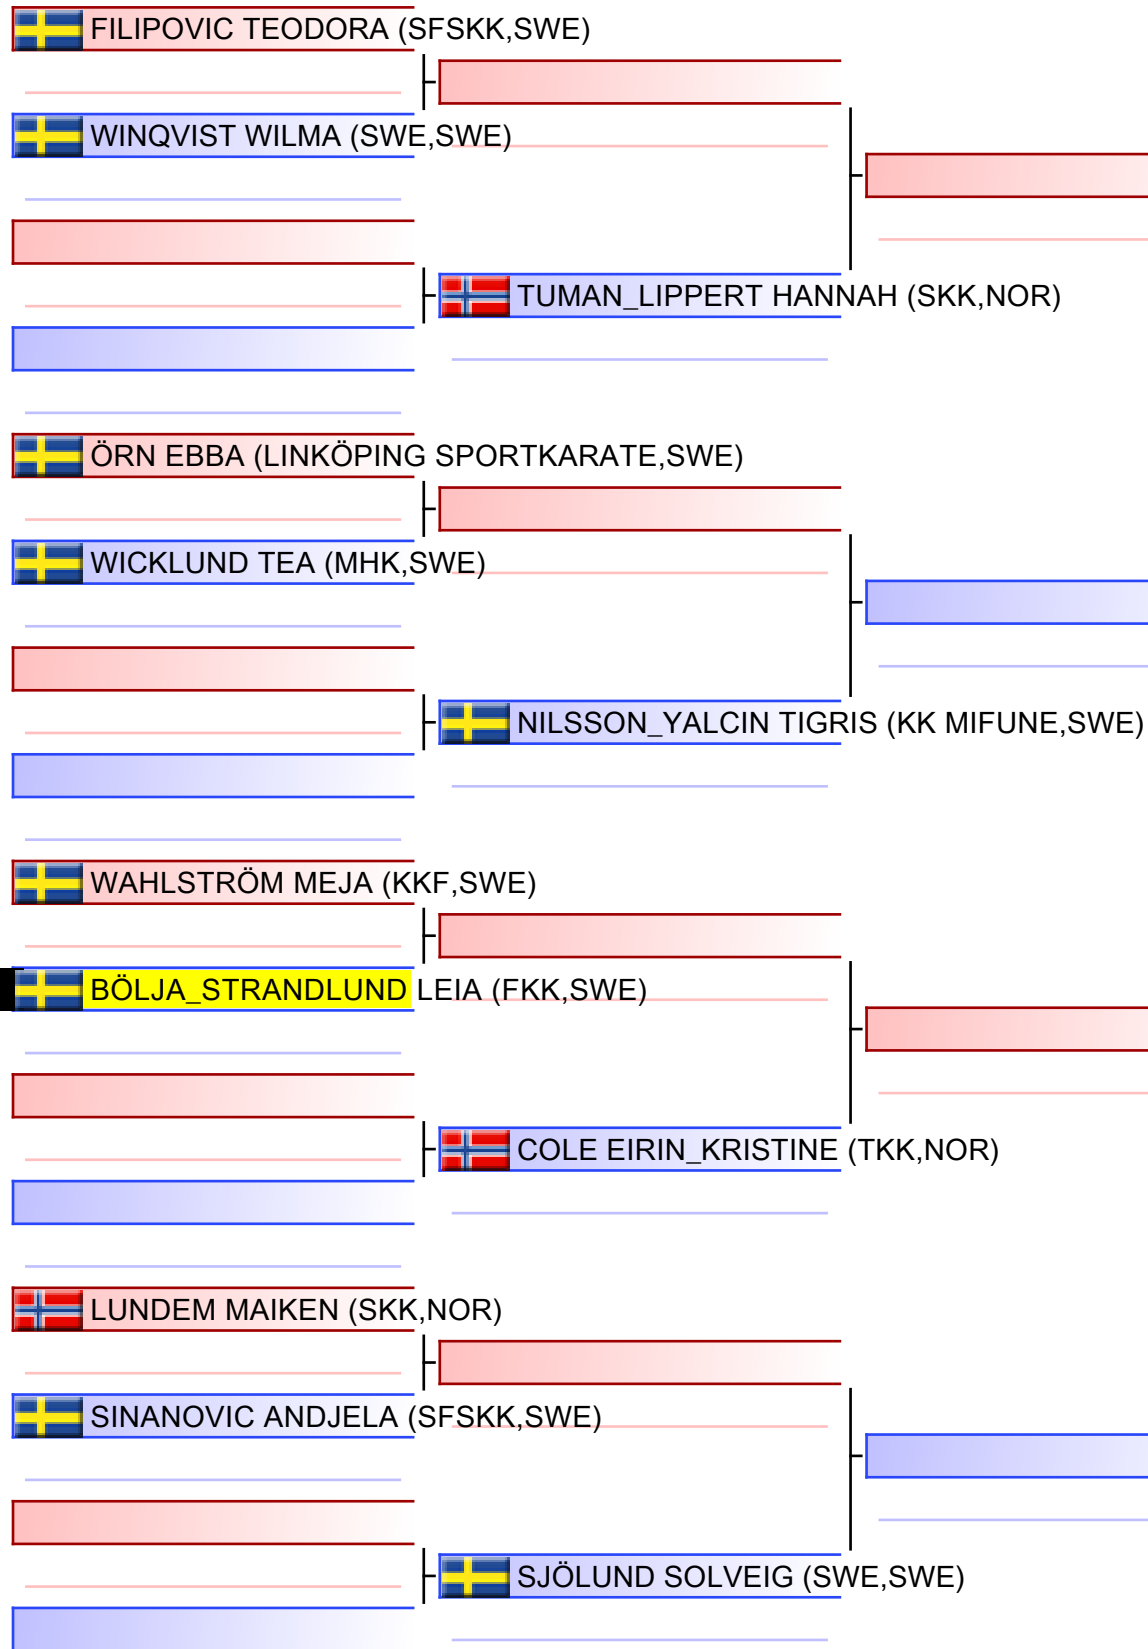 FILIPOVIC TEODORA (SFSKK,SWE)
WINQVIST WILMA (SWE,SWE)
TUMAN_LIPPERT HANNAH (SKK,NOR)
ÖRN EBBA (LINKÖPING SPORTKARATE,SWE)
WICKLUND TEA (MHK,SWE)
NILSSON_YALCIN TIGRIS (KK MIFUNE,SWE)
WAHLSTRÖM MEJA (KKF,SWE)
BÖLJA_STRANDLUND LEIA (FKK,SWE)
COLE EIRIN_KRISTINE (TKK,NOR)
LUNDEM MAIKEN (SKK,NOR)
SINANOVIC ANDJELA (SFSKK,SWE)
SJÖLUND SOLVEIG (SWE,SWE)